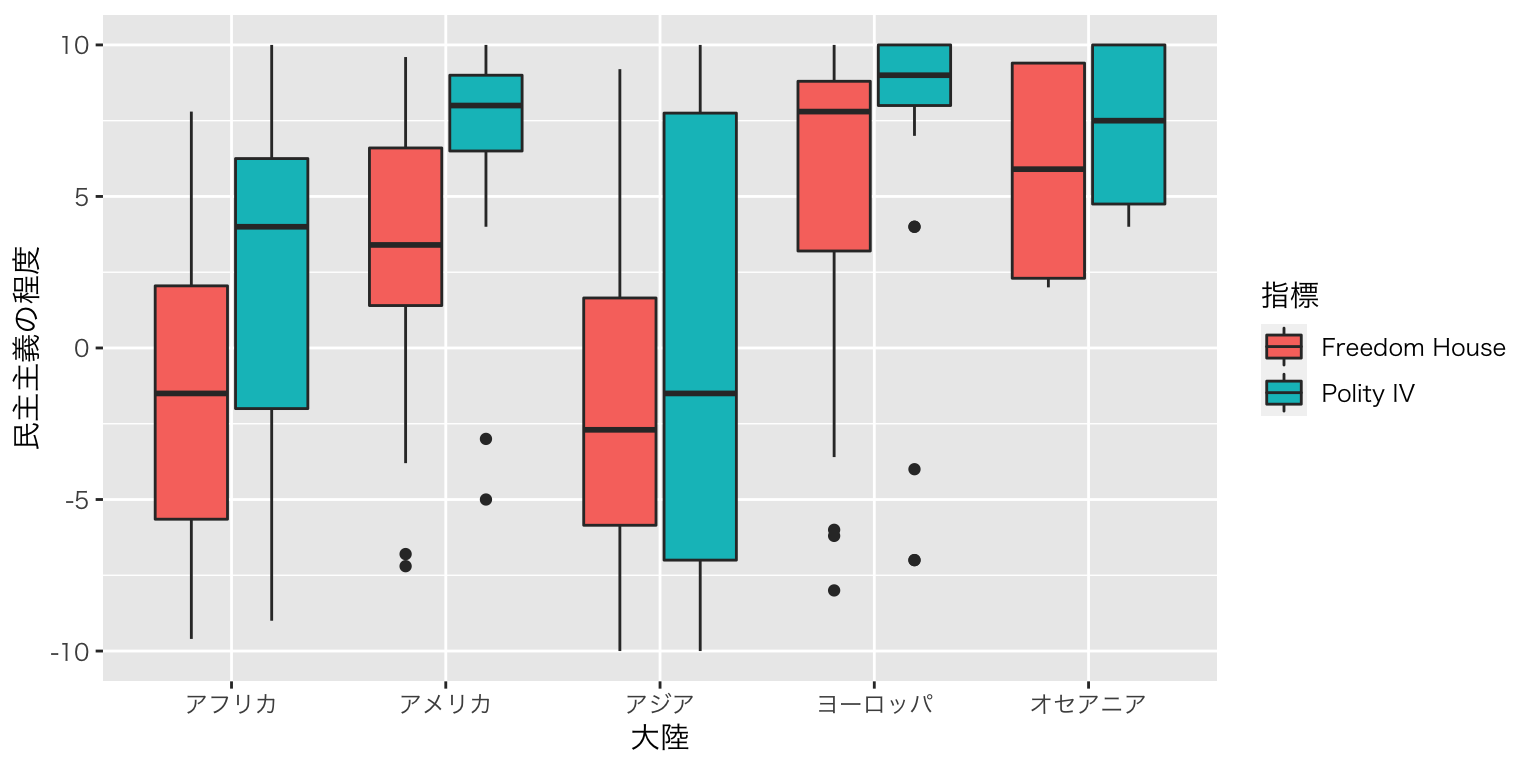 10
5
0
-5
-10
民主主義の程度
アフリカ
アメリカ
アジア
ヨーロッパ
オセアニア
大陸
指標
Freedom House
Polity IV